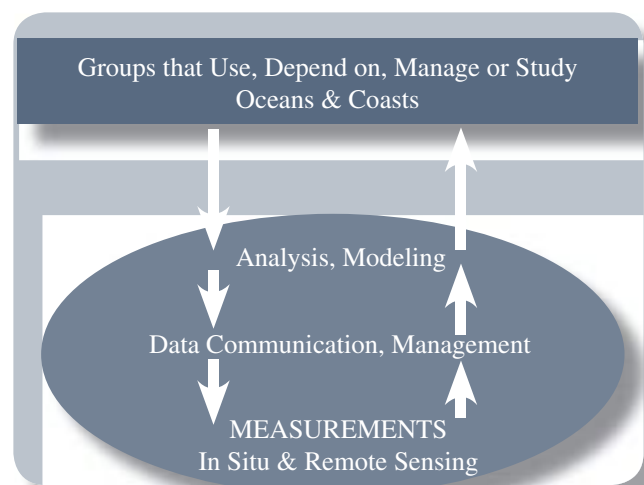 Groups that Use, Depend on, Manage or Study
Oceans & Coasts
Analysis, Modeling
Data Communication, Management
MEASUREMENTS
In Situ & Remote Sensing